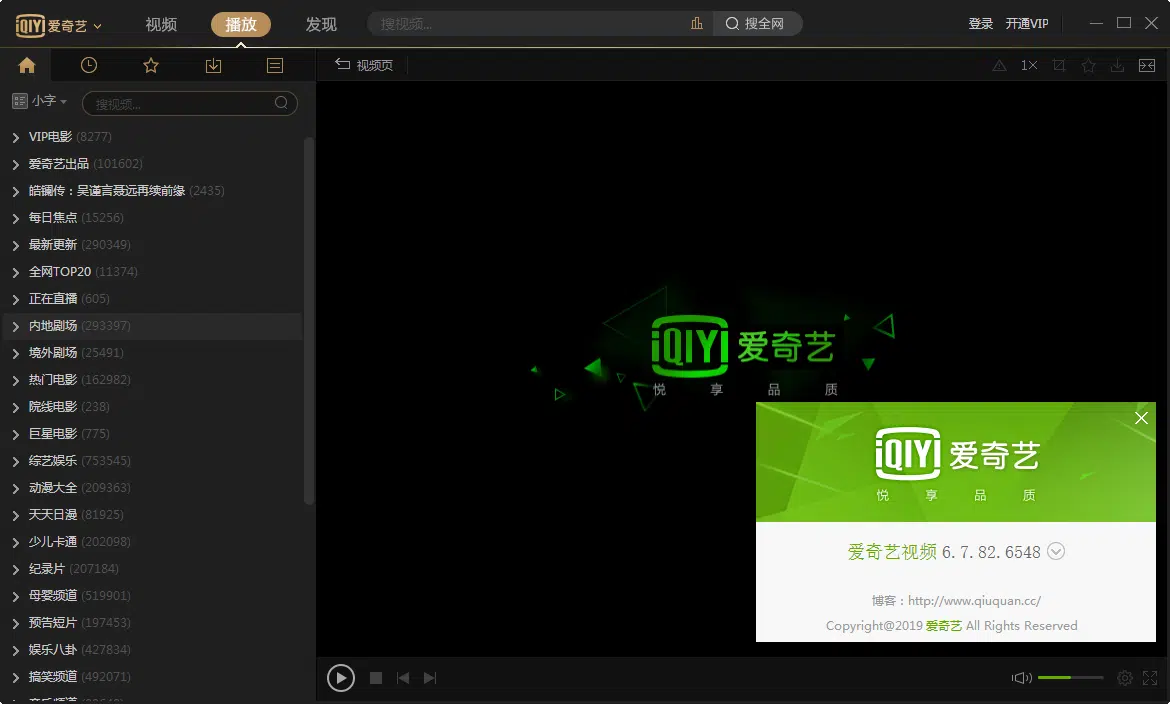 iQIYI 爱奇艺
视频
播放
发现
搜视频...
搜全网
登录
开通VIP
视频页
1×
小字
搜视频...
VIP电影 (8277)
爱奇艺出品 (101602)
皓镧传：吴谨言聂远再续前缘 (2435)
每日焦点 (15256)
最新更新 (290349)
全网TOP20 (11374)
正在直播 (605)
内地剧场 (293397)
境外剧场 (25491)
热门电影 (162982)
院线电影 (238)
巨星电影 (775)
综艺娱乐 (753545)
动漫大全 (209363)
天天日漫 (81925)
少儿卡通 (202098)
纪录片 (207184)
母婴频道 (519901)
预告短片 (197453)
娱乐八卦 (427834)
搞笑频道 (492071)
iQIYI 爱奇艺
悦 享 品 质
iQIYI 爱奇艺
悦 享 品 质
爱奇艺视频 6.7.82.6548
博客：http://www.qiuquan.cc/
Copyright@2019 爱奇艺 All Rights Reserved